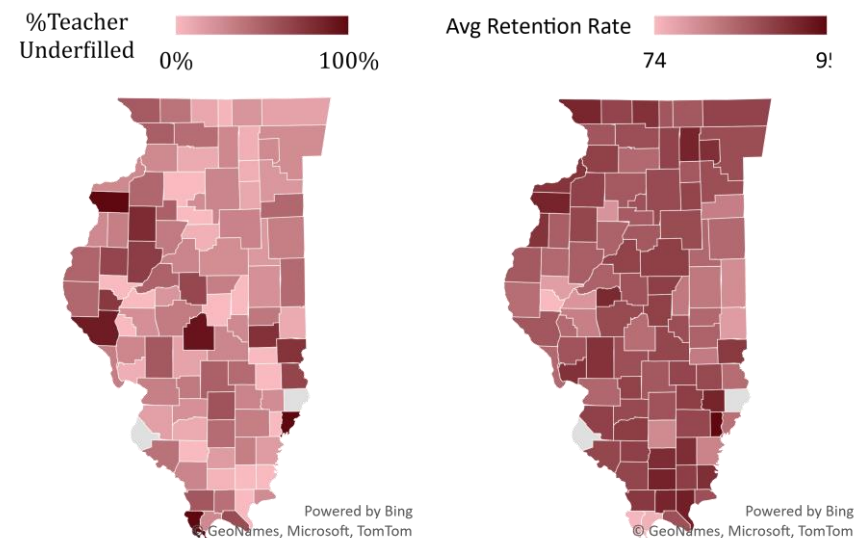 %Teacher
Underfilled
0%
100%
Avg Retention Rate
74
Powered by Bing
© GeoNames, Microsoft, TomTom
Powered by Bing
© GeoNames, Microsoft, TomTom